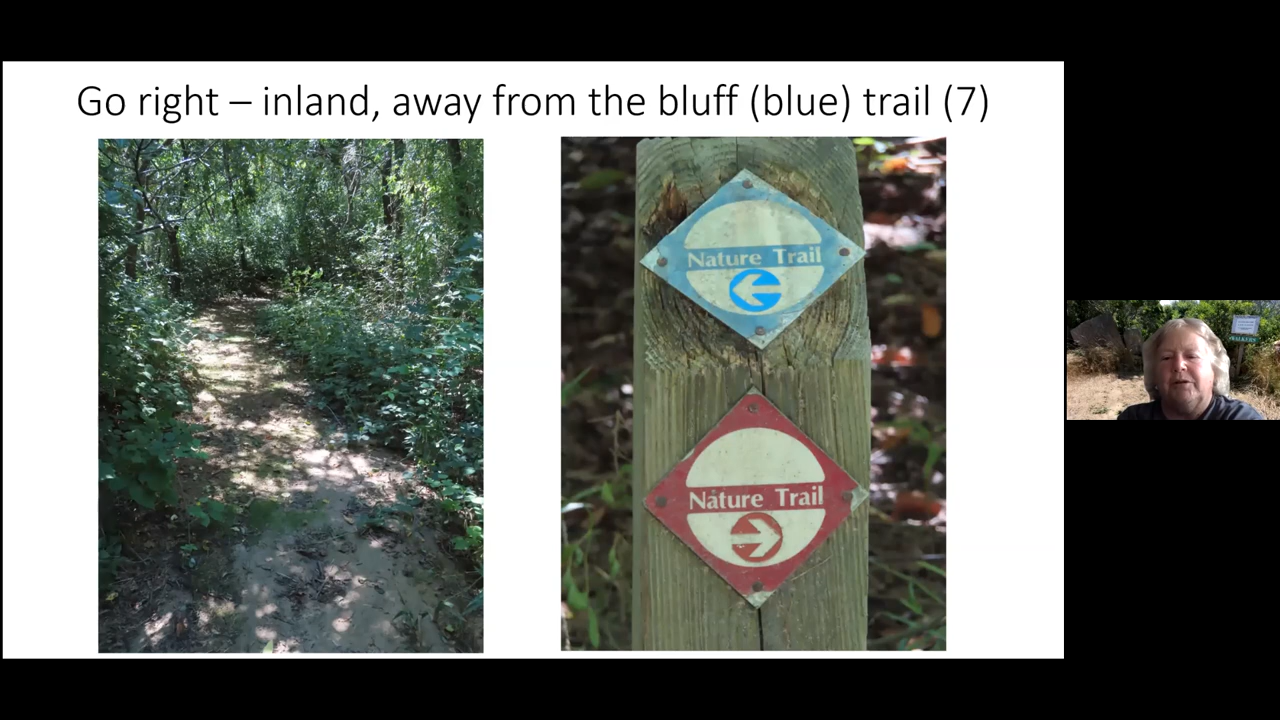 Go right – inland, away from the bluff (blue) trail (7)
Nature Trail
Nature Trail